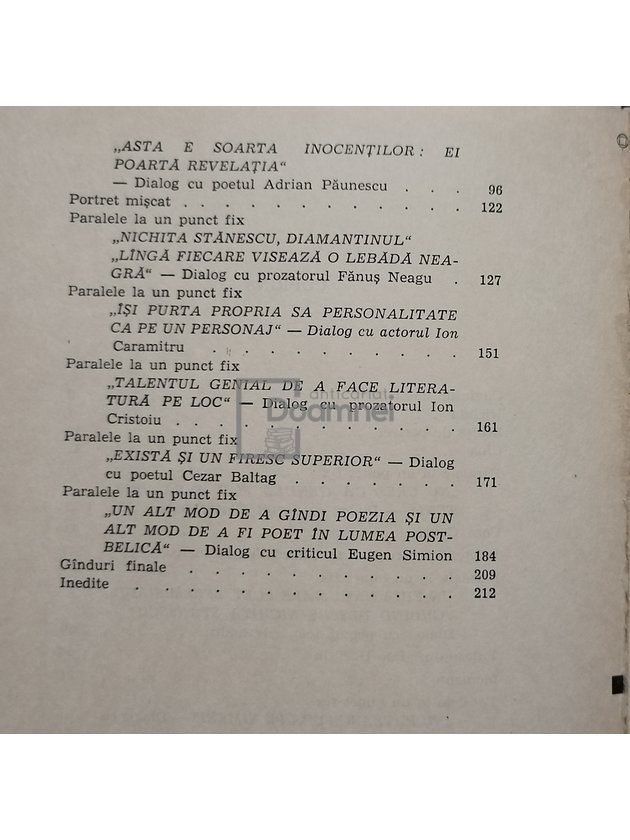 „ASTA E SOARTA INOCENȚILOR: EI
POARTĂ REVELAȚIA“
— Dialog cu poetul Adrian Păunescu . . . 96
Portret mișcat . . . . . . . . . . . . 122
Paralele la un punct fix
„NICHITA STĂNESCU, DIAMANTINUL“
„LÎNGĂ FIECARE VISEAZĂ O LEBĂDĂ NEA-
GRĂ“ — Dialog cu prozatorul Fănuș Neagu . 127
Paralele la un punct fix
„ÎȘI PURTA PROPRIA SA PERSONALITATE
CA PE UN PERSONAJ“ — Dialog cu actorul Ion
Caramitru . . . . . . . . . . 151
Paralele la un punct fix
„TALENTUL GENIAL DE A FACE LITERA-
TURĂ PE LOC“ — Dialog cu prozatorul Ion
Cristoiu . . . . . . . . . . . 161
Paralele la un punct fix
„EXISTĂ ȘI UN FIRESC SUPERIOR“ — Dialog
cu poetul Cezar Baltag . . . . . . 171
Paralele la un punct fix
„UN ALT MOD DE A GÎNDI POEZIA ȘI UN
ALT MOD DE A FI POET ÎN LUMEA POST-
BELICĂ“ — Dialog cu criticul Eugen Simion 184
Gînduri finale . . . . . . . . . . . 209
Inedite . . . . . . . . . . . . . 212
anticariat
Doamnei